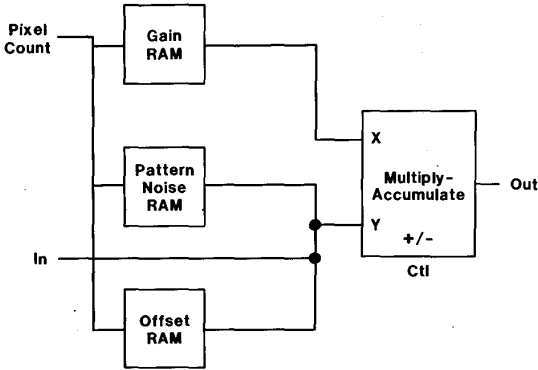 Pixel
Count
Gain
RAM
Pattern
Noise
RAM
In
Offset
RAM
X
Multiply-
Accumulate
Y
+/-
Ctl
Out